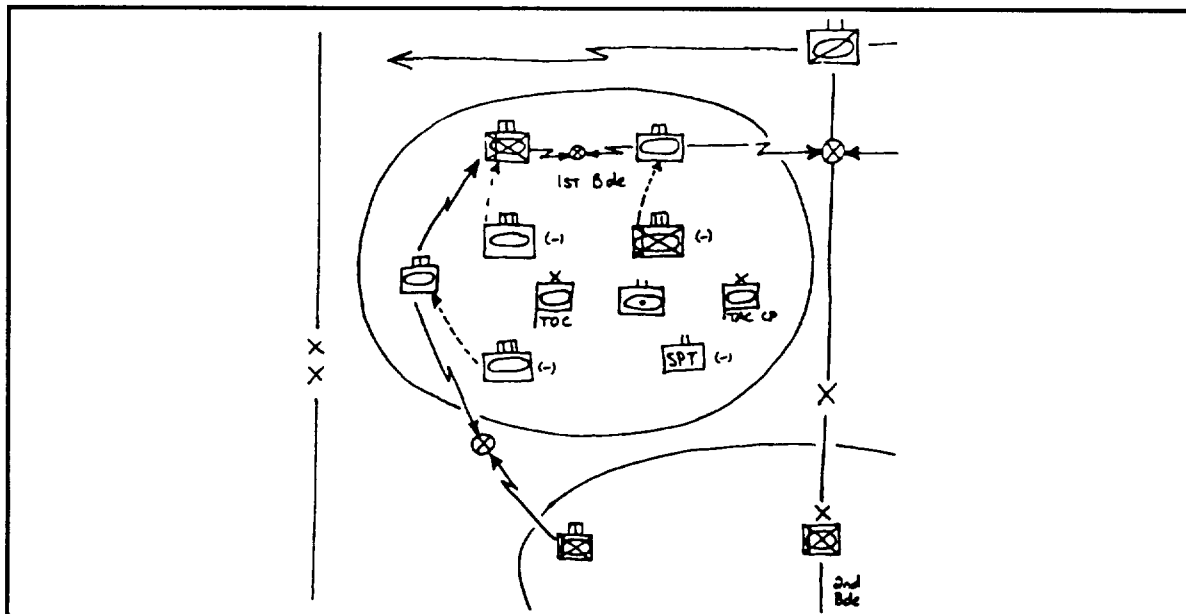 1ST Bde
(-)
(-)
TOC
TAC CP
(-)
SPT (-)
2nd
Bde